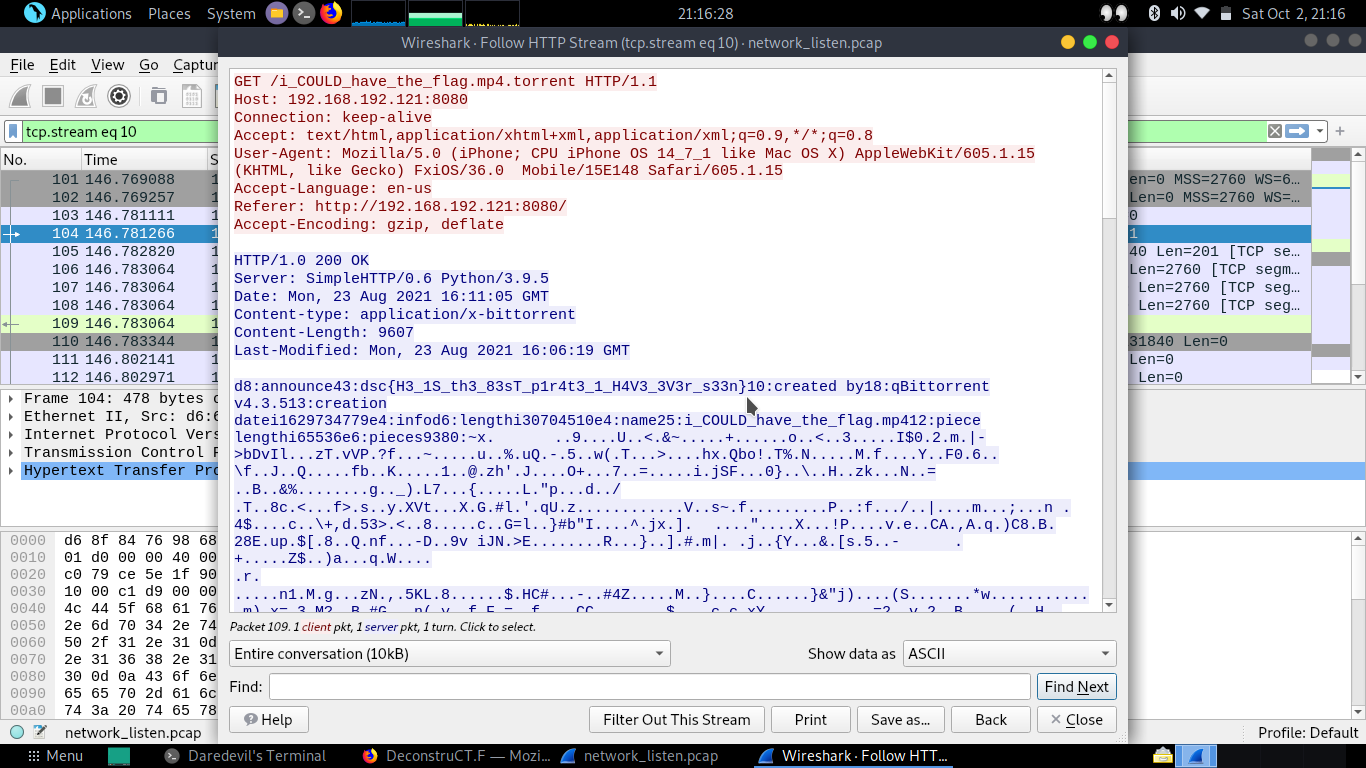 Applications Places System 21:16:28 Sat Oct 2, 21:16
Wireshark · Follow HTTP Stream (tcp.stream eq 10) · network_listen.pcap
File Edit View Go Captur
tcp.stream eq 10
No. Time S
101 146.769088 1
102 146.769257 1
103 146.781111 1
104 146.781266 1
105 146.782820 1
106 146.783064 1
107 146.783064 1
108 146.783064 1
109 146.783064 1
110 146.783344 1
111 146.802141 1
112 146.802971 1
en=0 MSS=2760 WS=6…
Len=0 MSS=2760 WS=…
0
1
40 Len=201 [TCP se…
Len=2760 [TCP segm…
Len=2760 [TCP seg…
Len=2760 [TCP seg…
31840 Len=0
Len=0
Len=0
Frame 104: 478 bytes o
Ethernet II, Src: d6:6
Internet Protocol Vers
Transmission Control P
Hypertext Transfer Pro
0000 d6 8f 84 76 98 68
0010 01 d0 00 00 40 00
0020 c0 79 ce 5e 1f 90
0030 10 00 c1 d9 00 00
0040 4c 44 5f 68 61 76
0050 2e 6d 70 34 2e 74
0060 50 2f 31 2e 31 0d
0070 2e 31 36 38 2e 31
0080 30 0d 0a 43 6f 6e
0090 65 65 70 2d 61 6c
00a0 74 3a 20 74 65 78
GET /i_COULD_have_the_flag.mp4.torrent HTTP/1.1
Host: 192.168.192.121:8080
Connection: keep-alive
Accept: text/html,application/xhtml+xml,application/xml;q=0.9,*/*;q=0.8
User-Agent: Mozilla/5.0 (iPhone; CPU iPhone OS 14_7_1 like Mac OS X) AppleWebKit/605.1.15
(KHTML, like Gecko) FxiOS/36.0  Mobile/15E148 Safari/605.1.15
Accept-Language: en-us
Referer: http://192.168.192.121:8080/
Accept-Encoding: gzip, deflate
HTTP/1.0 200 OK
Server: SimpleHTTP/0.6 Python/3.9.5
Date: Mon, 23 Aug 2021 16:11:05 GMT
Content-type: application/x-bittorrent
Content-Length: 9607
Last-Modified: Mon, 23 Aug 2021 16:06:19 GMT
d8:announce43:dsc{H3_1S_th3_83sT_p1r4t3_1_H4V3_3V3r_s33n}10:created by18:qBittorrent
v4.3.513:creation
datei1629734779e4:infod6:lengthi30704510e4:name25:i_COULD_have_the_flag.mp412:piece
lengthi65536e6:pieces9380:~x. ..9....U..<.&~.....+......o..<..3.....I$0.2.m.|-
>bDvIl...zT.vVP.?f...~.....u..%.uQ.-.5..w(.T...>....hx.Qbo!.T%.N.....M.f....Y..F0.6..
\f..J..Q.....fb..K.....1..@.zh'.J....O+...7..=.....i.jSF...0}..\..H..zk...N..=
..B..&%........g.._).L7...{.....L."p...d../
.T..8c.<...f>.s..y.XVt...X.G.#l.'.qU.z............V..s~.f.........P..:f.../..|....m...;...n .
4$....c..\+,d.53>.<..8.....c..G=l..}#b"I....^.jx.]. ...."....X...!P....v.e..CA.,A.q.)C8.B.
28E.up.$[.8..Q.nf...-D..9v iJN.>E........R...}..].#.m|. .j..{Y...&.[s.5..- .
+.....Z$..)a...q.W....
.r.
.....n1.M.g...zN.,.5KL.8......$.HC#...-..#4Z.....M..}....C......}&"j)....(S.......*w...........
Packet 109. 1 client pkt, 1 server pkt, 1 turn. Click to select.
Entire conversation (10kB) Show data as ASCII
Find: Find Next
Help Filter Out This Stream Print Save as... Back Close
network_listen.pcap Profile: Default
Menu Daredevil's Terminal DeconstruCT.F — Mozi... network_listen.pcap Wireshark · Follow HTT...